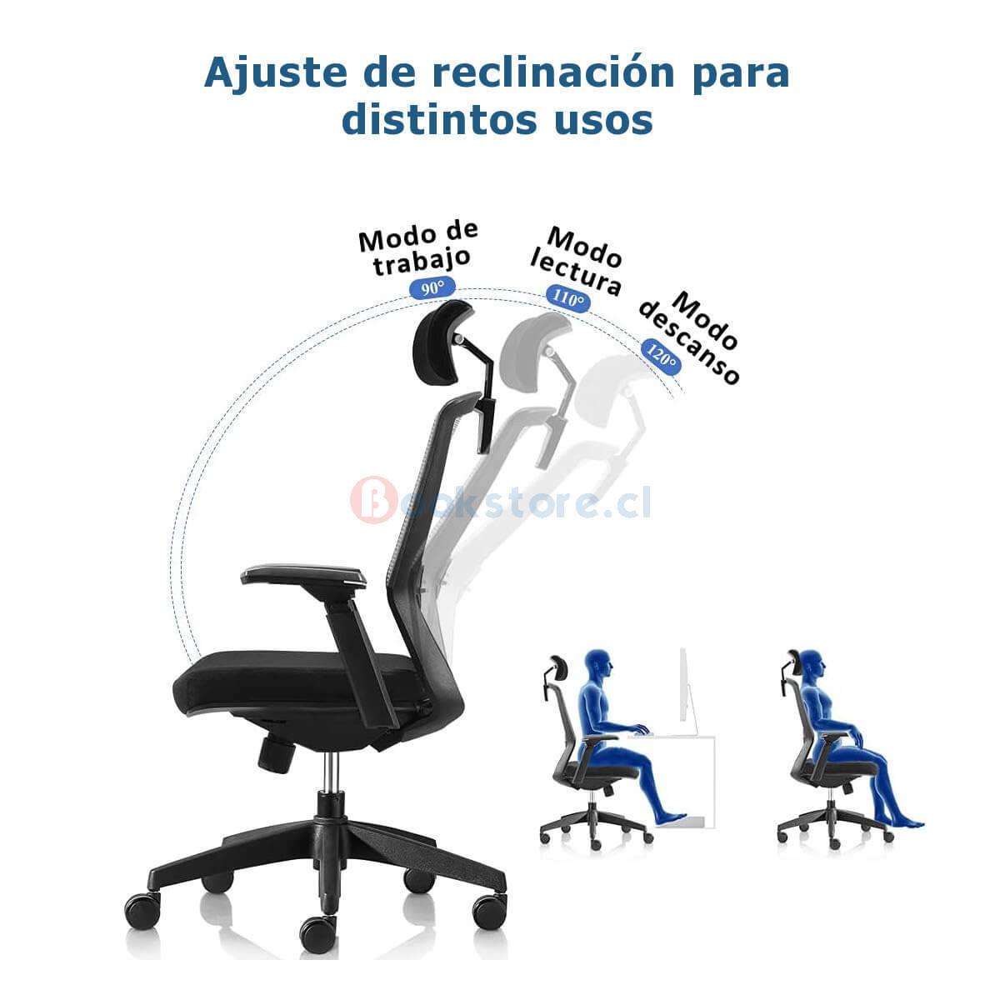 Ajuste de reclinación para
distintos usos
Modo de
trabajo
90°
Modo
lectura
110°
Modo
descanso
120°
Bookstore.cl